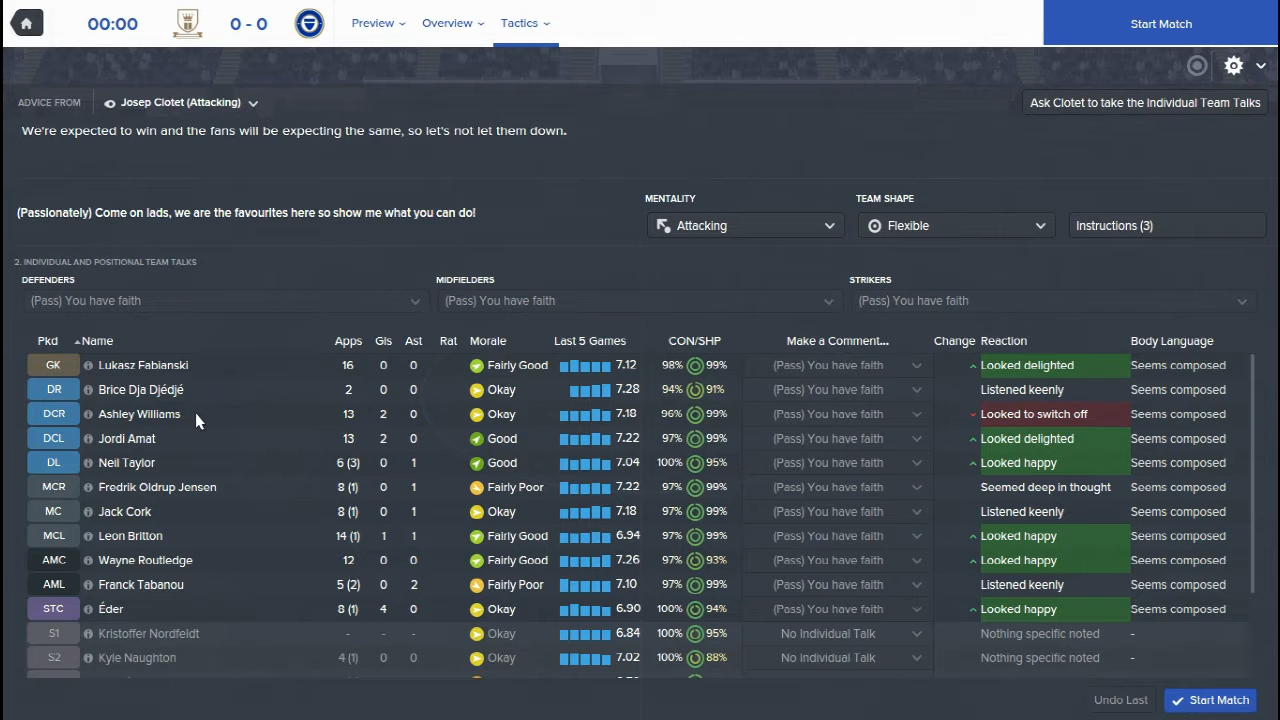 00:00 0 - 0 Preview Overview Tactics Start Match
ADVICE FROM Josep Clotet (Attacking) Ask Clotet to take the Individual Team Talks
We're expected to win and the fans will be expecting the same, so let's not let them down.
MENTALITY TEAM SHAPE
(Passionately) Come on lads, we are the favourites here so show me what you can do! Attacking Flexible Instructions (3)
2. INDIVIDUAL AND POSITIONAL TEAM TALKS
DEFENDERS MIDFIELDERS STRIKERS
(Pass) You have faith (Pass) You have faith (Pass) You have faith
Pkd Name Apps Gls Ast Rat Morale Last 5 Games CON/SHP Make a Comment... Change Reaction Body Language
GK Lukasz Fabianski 16 0 0 Fairly Good 7.12 98% 99% (Pass) You have faith Looked delighted Seems composed
DR Brice Dja Djédjé 2 0 0 Okay 7.28 94% 91% (Pass) You have faith Listened keenly Seems composed
DCR Ashley Williams 13 2 0 Okay 7.18 96% 99% (Pass) You have faith Looked to switch off Seems composed
DCL Jordi Amat 13 2 0 Good 7.22 97% 99% (Pass) You have faith Looked delighted Seems composed
DL Neil Taylor 6 (3) 0 1 Good 7.04 100% 95% (Pass) You have faith Looked happy Seems composed
MCR Fredrik Oldrup Jensen 8 (1) 0 1 Fairly Poor 7.22 97% 99% (Pass) You have faith Seemed deep in thought Seems composed
MC Jack Cork 8 (1) 0 1 Okay 7.18 97% 99% (Pass) You have faith Listened keenly Seems composed
MCL Leon Britton 14 (1) 1 1 Fairly Good 6.94 97% 99% (Pass) You have faith Looked happy Seems composed
AMC Wayne Routledge 12 0 0 Fairly Good 7.26 97% 93% (Pass) You have faith Looked happy Seems composed
AML Franck Tabanou 5 (2) 0 2 Fairly Poor 7.10 97% 99% (Pass) You have faith Listened keenly Seems composed
STC Éder 8 (1) 4 0 Okay 6.90 100% 94% (Pass) You have faith Looked happy Seems composed
S1 Kristoffer Nordfeldt - - - Okay 6.84 100% 95% No Individual Talk Nothing specific noted -
S2 Kyle Naughton 4 (1) 0 0 Okay 7.02 100% 88% No Individual Talk Nothing specific noted -
Undo Last Start Match